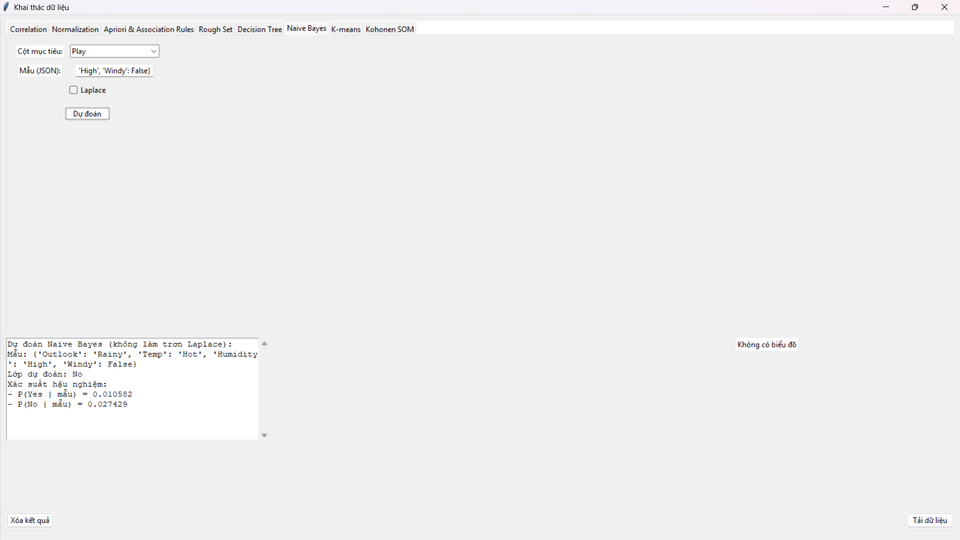 Khai thác dữ liệu
Correlation Normalization Apriori & Association Rules Rough Set Decision Tree Naive Bayes K-means Kohonen SOM
Cột mục tiêu: Play
Mẫu (JSON): 'High', 'Windy': False}
Laplace
Dự đoán
Dự đoán Naive Bayes (không làm trơn Laplace):
Mẫu: {'Outlook': 'Rainy', 'Temp': 'Hot', 'Humidity
': 'High', 'Windy': False}
Lớp dự đoán: No
Xác suất hậu nghiệm:
- P(Yes | mẫu) = 0.010582
- P(No | mẫu) = 0.027429
Không có biểu đồ
Xóa kết quả
Tải dữ liệu